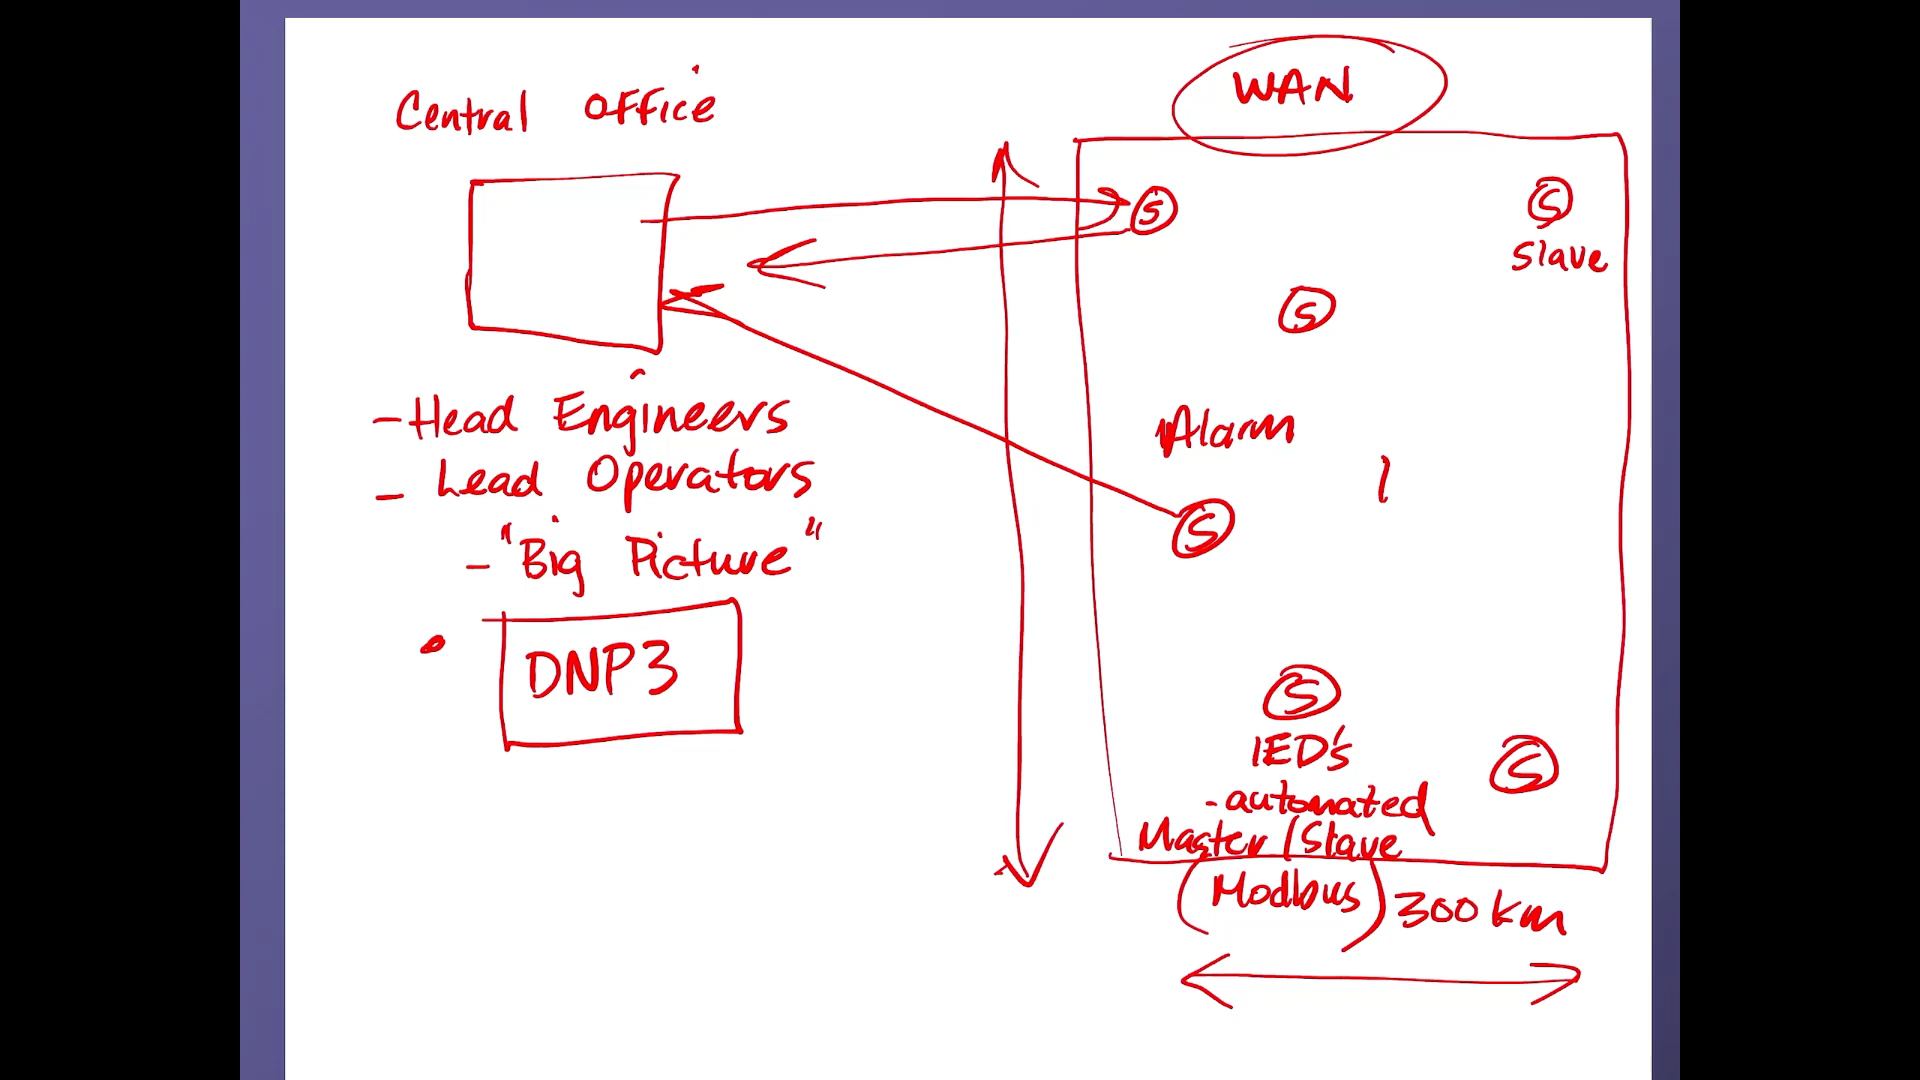 Central Office
- Head Engineers
- Lead Operators
- "Big Picture"
DNP3
WAN
S
S
Slave
S
Alarm
S
S
IED's
- automated
Master/Slave
(Modbus)
300 km
S